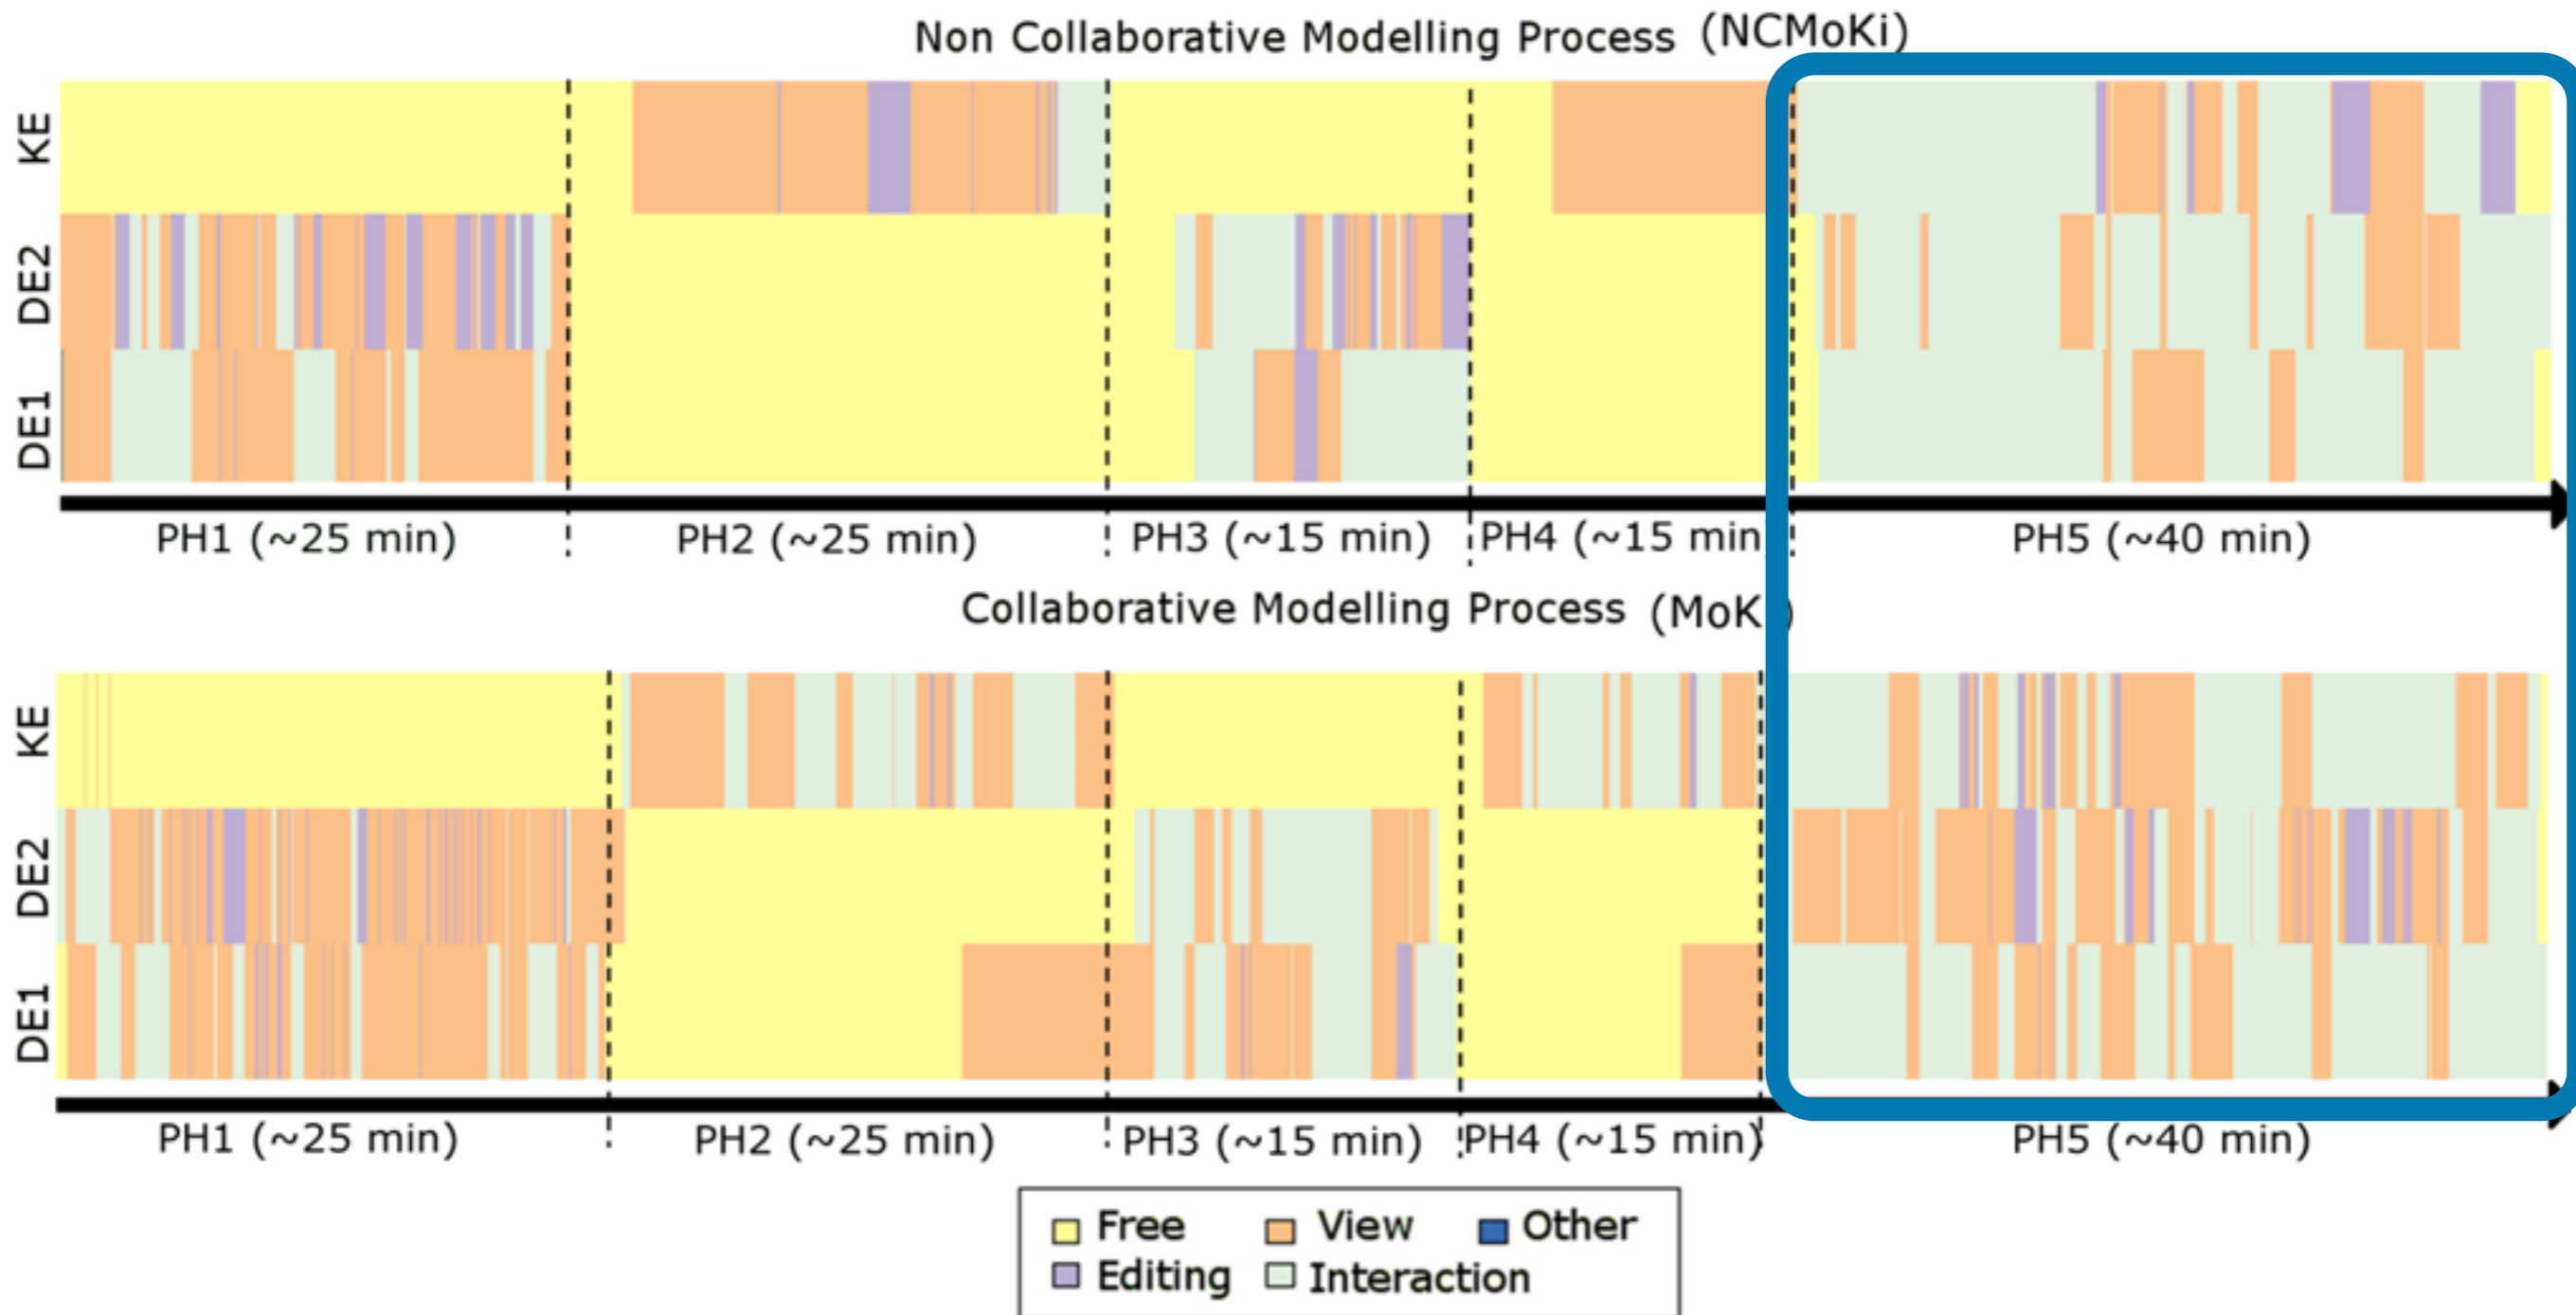 Non Collaborative Modelling Process (NCMoKi)
KE
DE2
DE1
PH1 (~25 min)
PH2 (~25 min)
PH3 (~15 min)
PH4 (~15 min
PH5 (~40 min)
Collaborative Modelling Process (MoK )
KE
DE2
DE1
PH1 (~25 min)
PH2 (~25 min)
PH3 (~15 min)
PH4 (~15 min)
PH5 (~40 min)
Free View Other
Editing Interaction